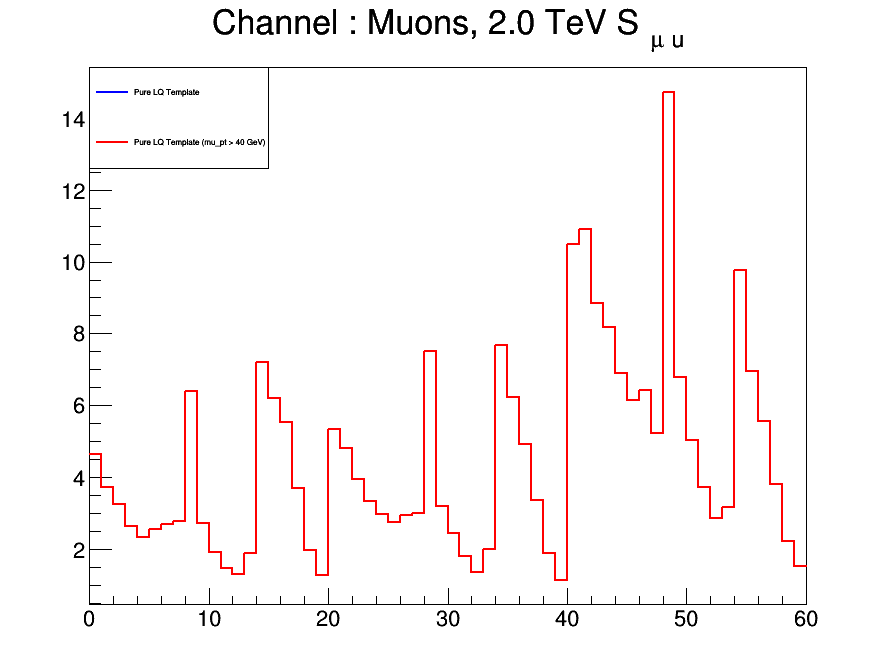 Channel : Muons, 2.0 TeV S μ u
Pure LQ Template
Pure LQ Template (mu_pt > 40 GeV)
14
12
10
8
6
4
2
0 10 20 30 40 50 60